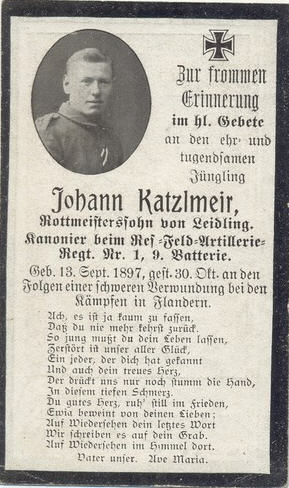 Zur frommen
Erinnerung
im hl. Gebete
an den ehr- und
tugendsamen
Jüngling
Johann Katzlmeir,
Rottmeisterssohn von Leidling.
Kanonier beim Res-Feld-Artillerie-
Regt. Nr. 1, 9. Batterie.
Geb. 13. Sept. 1897, gest. 30. Okt. an den
Folgen einer schweren Verwundung bei den
Kämpfen in Flandern.
Ach, es ist ja kaum zu fassen,
Daß du nie mehr kehrst zurück.
So jung mußt du dein Leben lassen,
Zerstört ist unser alles Glück,
Ein jeder, der dich hat gekannt
Und auch dein treues Herz,
Der drückt uns nur noch stumm die Hand,
In diesem tiefen Schmerz.
Du gutes Herz, ruh' still im Frieden,
Ewig beweint von deinen Lieben;
Auf Wiedersehen dein letztes Wort
Wir schreiben es auf dein Grab.
Auf Wiedersehen im Himmel dort.
Vater unser. Ave Maria.